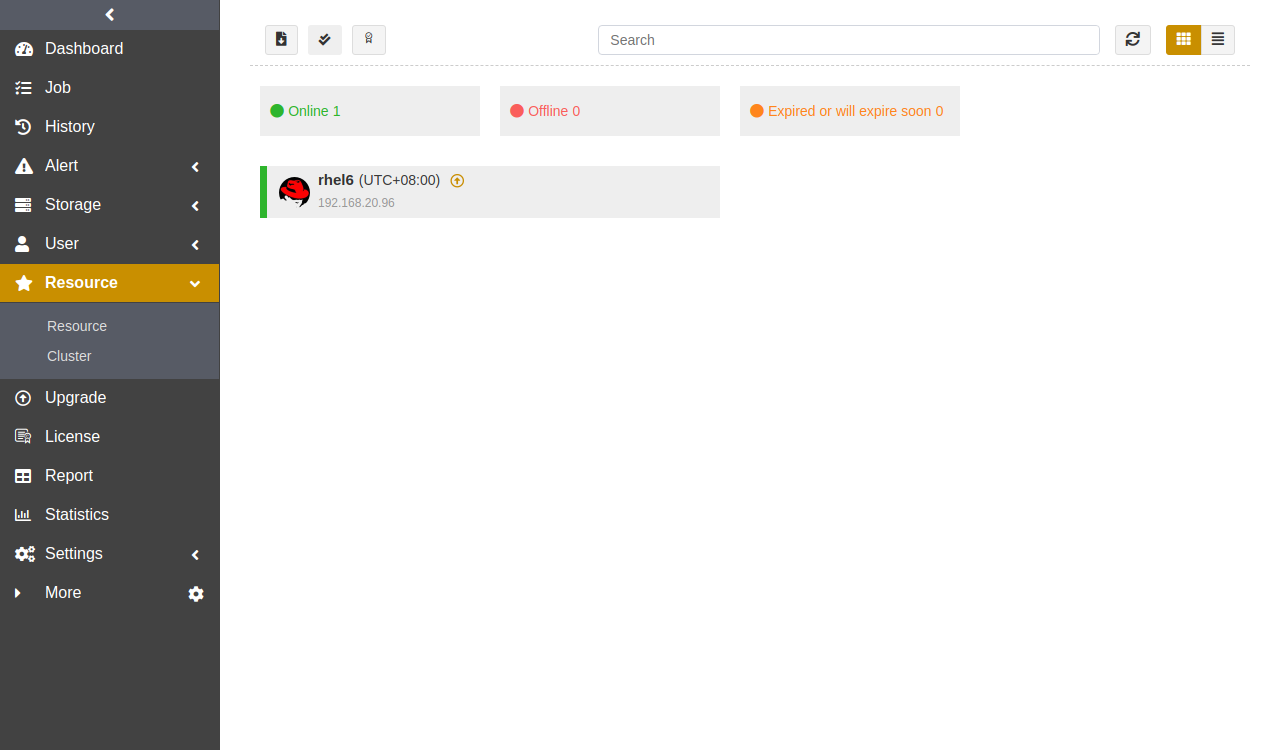 Dashboard
Job
History
Alert
Storage
User
Resource
Resource
Cluster
Upgrade
License
Report
Statistics
Settings
More
Search
Online 1
Offline 0
Expired or will expire soon 0
rhel6 (UTC+08:00)
192.168.20.96